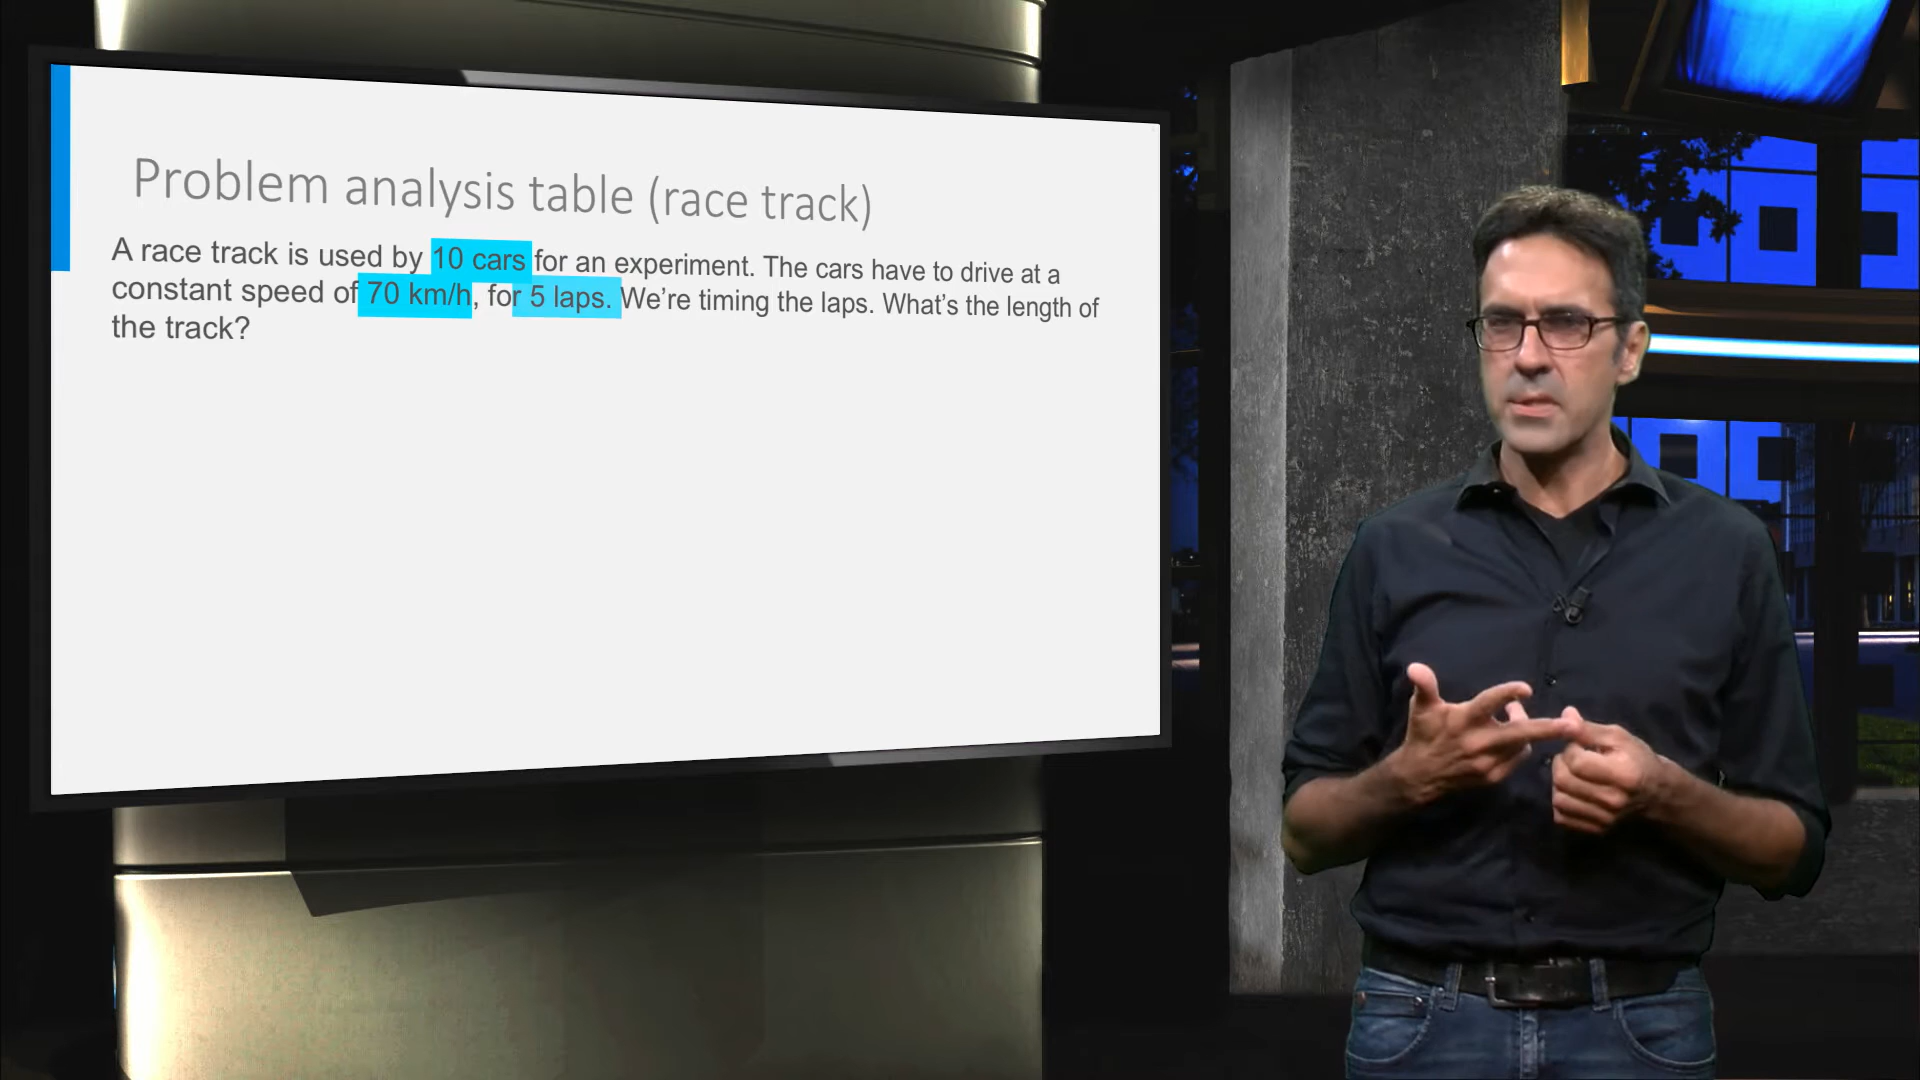 Problem analysis table (race track)
A race track is used by 10 cars for an experiment. The cars have to drive at a
constant speed of 70 km/h, for 5 laps. We’re timing the laps. What’s the length of
the track?